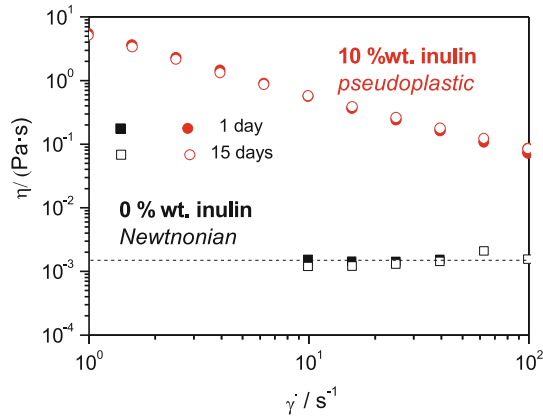 10¹
10 %wt. inulin
pseudoplastic
10⁰
1 day
15 days
10⁻¹
η/ (Pa·s)
10⁻²
0 % wt. inulin
Newtnonian
10⁻³
10⁻⁴
10⁰ 10¹ 10²
γ̇ / s⁻¹